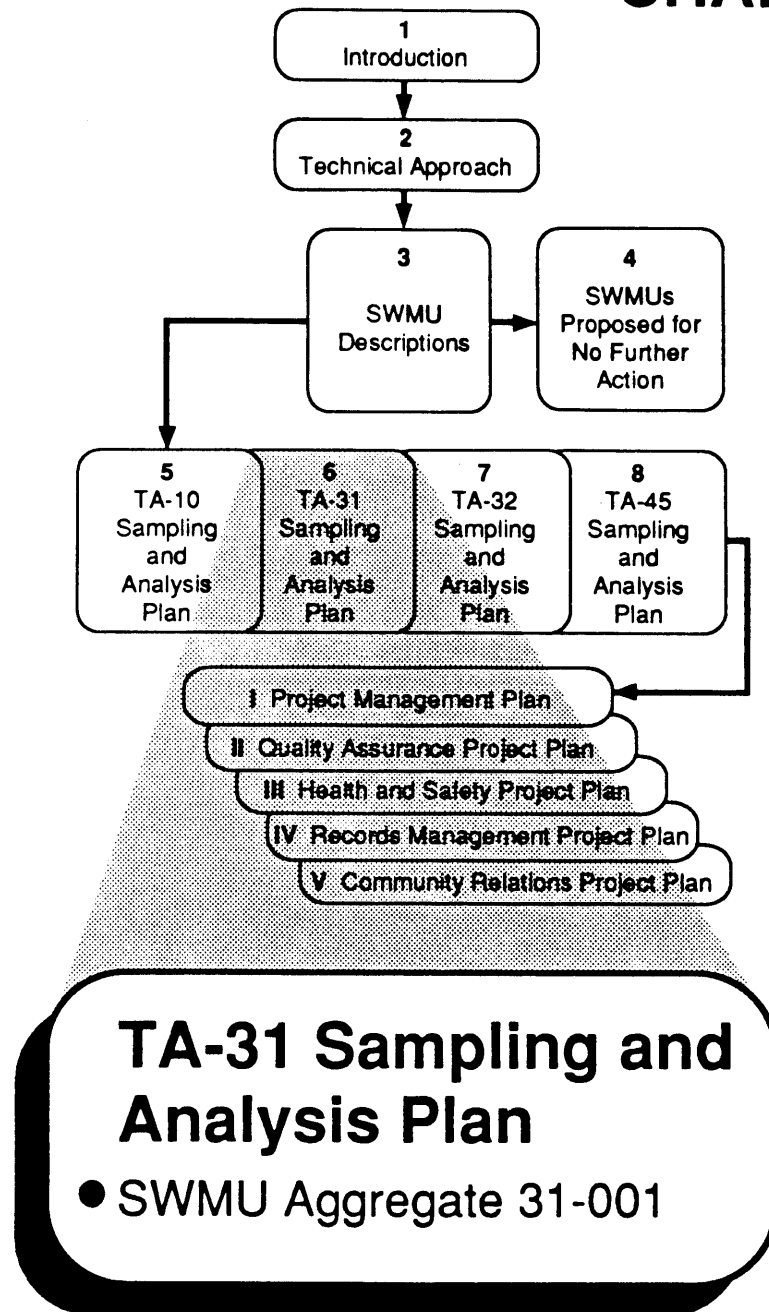 1
Introduction
2
Technical Approach
3
SWMU
Descriptions
4
SWMUs
Proposed for
No Further
Action
5
TA-10
Sampling
and
Analysis
Plan
6
TA-31
Sampling
and
Analysis
Plan
7
TA-32
Sampling
and
Analysis
Plan
8
TA-45
Sampling
and
Analysis
Plan
I Project Management Plan
II Quality Assurance Project Plan
III Health and Safety Project Plan
IV Records Management Project Plan
V Community Relations Project Plan
TA-31 Sampling and
Analysis Plan
● SWMU Aggregate 31-001